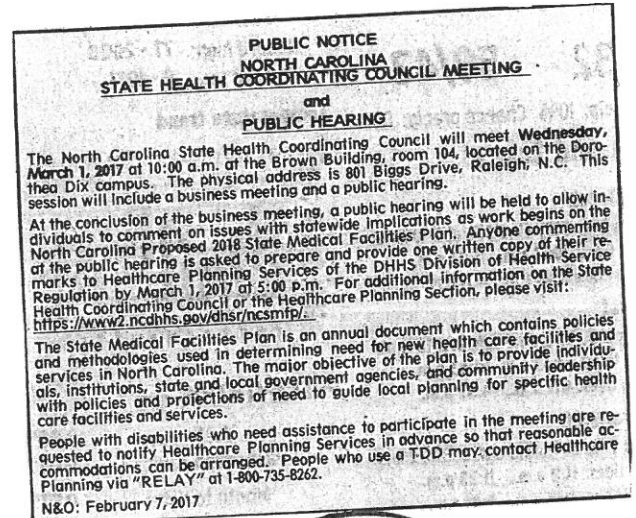 PUBLIC NOTICE
NORTH CAROLINA
STATE HEALTH COORDINATING COUNCIL MEETING
and
PUBLIC HEARING
The North Carolina State Health Coordinating Council will meet Wednesday,
March 1, 2017 at 10:00 a.m. at the Brown Building, room 104, located on the Doro-
thea Dix campus. The physical address is 801 Biggs Drive, Raleigh, N.C. This
session will include a business meeting and a public hearing.
At the conclusion of the business meeting, a public hearing will be held to allow in-
dividuals to comment on issues with statewide implications as work begins on the
North Carolina Proposed 2018 State Medical Facilities Plan. Anyone commenting
at the public hearing is asked to prepare and provide one written copy of their re-
marks to Healthcare Planning Services of the DHHS Division of Health Service
Regulation by March 1, 2017 at 5:00 p.m. For additional information on the State
Health Coordinating Council or the Healthcare Planning Section, please visit:
https://www2.ncdhhs.gov/dhsr/ncsmfp/.
The State Medical Facilities Plan is an annual document which contains policies
and methodologies used in determining need for new health care facilities and
services in North Carolina. The major objective of the plan is to provide individu-
als, institutions, state and local government agencies, and community leadership
with policies and projections of need to guide local planning for specific health
care facilities and services.
People with disabilities who need assistance to participate in the meeting are re-
quested to notify Healthcare Planning Services in advance so that reasonable ac-
commodations can be arranged. People who use a TDD may contact Healthcare
Planning via "RELAY" at 1-800-735-8262.
N&O: February 7, 2017